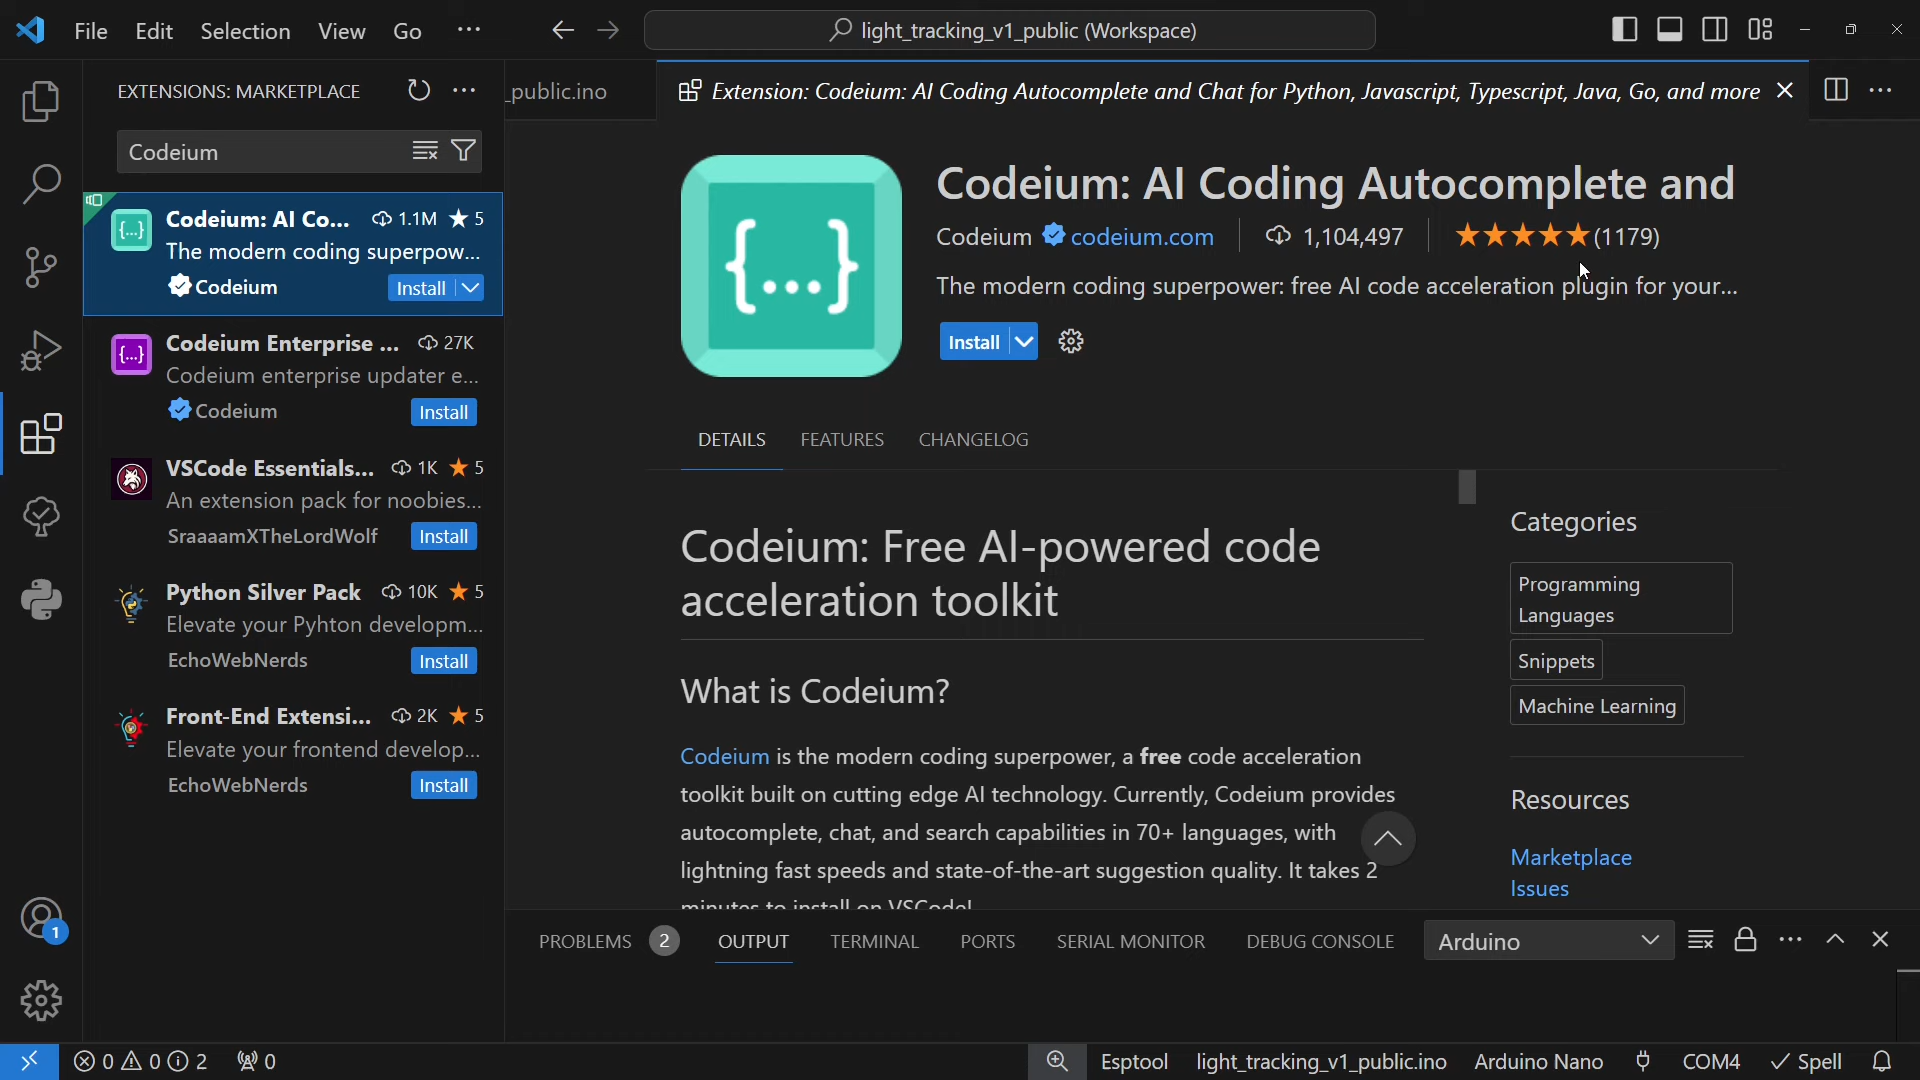 File Edit Selection View Go ···
light_tracking_v1_public (Workspace)
EXTENSIONS: MARKETPLACE
Codeium
Codeium: AI Co... 1.1M ★ 5
The modern coding superpow...
Codeium Install
Codeium Enterprise ... 27K
Codeium enterprise updater e...
Codeium Install
VSCode Essentials... 1K ★ 5
An extension pack for noobies...
SraaaamXTheLordWolf Install
Python Silver Pack 10K ★ 5
Elevate your Pyhton developm...
EchoWebNerds Install
Front-End Extensi... 2K ★ 5
Elevate your frontend develop...
EchoWebNerds Install
1
_public.ino
Extension: Codeium: AI Coding Autocomplete and Chat for Python, Javascript, Typescript, Java, Go, and more
{...}
Codeium: AI Coding Autocomplete and
Codeium codeium.com 1,104,497 ★★★★★(1179)
The modern coding superpower: free AI code acceleration plugin for your...
Install
DETAILS FEATURES CHANGELOG
Codeium: Free AI-powered code
acceleration toolkit
What is Codeium?
Codeium is the modern coding superpower, a free code acceleration
toolkit built on cutting edge AI technology. Currently, Codeium provides
autocomplete, chat, and search capabilities in 70+ languages, with
lightning fast speeds and state-of-the-art suggestion quality. It takes 2
minutes to install on VSCode!
Categories
Programming
Languages
Snippets
Machine Learning
Resources
Marketplace
Issues
PROBLEMS 2 OUTPUT TERMINAL PORTS SERIAL MONITOR DEBUG CONSOLE Arduino
0 0 2 0 Esptool light_tracking_v1_public.ino Arduino Nano COM4 Spell